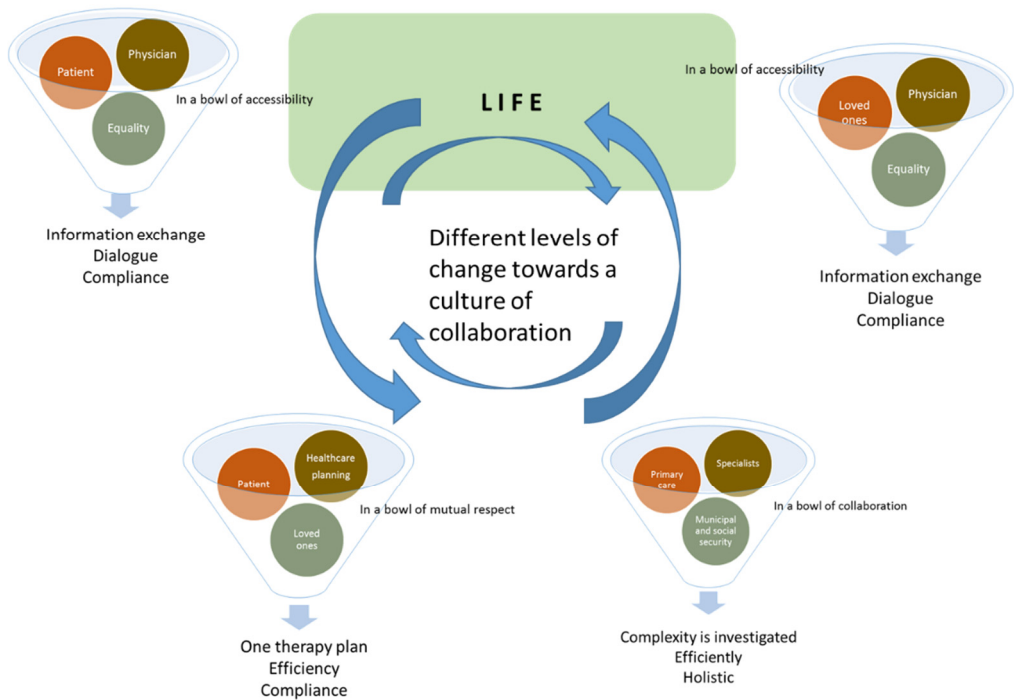 Patient
Physician
Equality
In a bowl of accessibility
Information exchange
Dialogue
Compliance
LIFE
In a bowl of accessibility
Loved
ones
Physician
Equality
Information exchange
Dialogue
Compliance
Different levels of
change towards a
culture of
collaboration
Patient
Healthcare
planning
Loved
ones
In a bowl of mutual respect
One therapy plan
Efficiency
Compliance
Primary
care
Specialists
Municipal
and social
security
In a bowl of collaboration
Complexity is investigated
Efficiently
Holistic